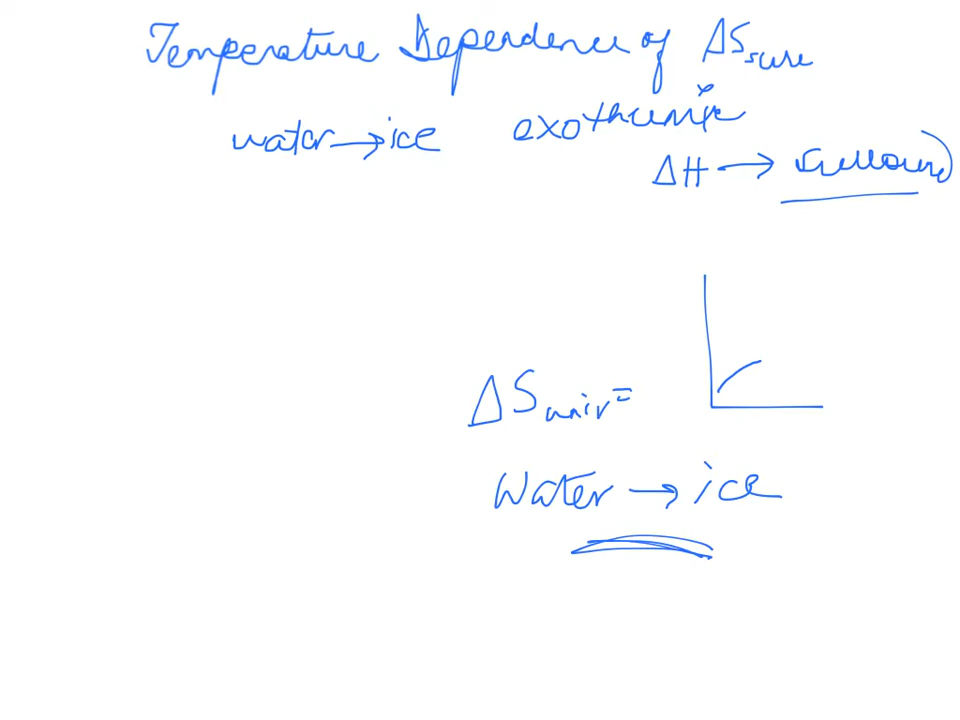 Temperature Dependence of ΔSsurr
water → ice exothermic
ΔH → surround
ΔSuniv =
Water → ice